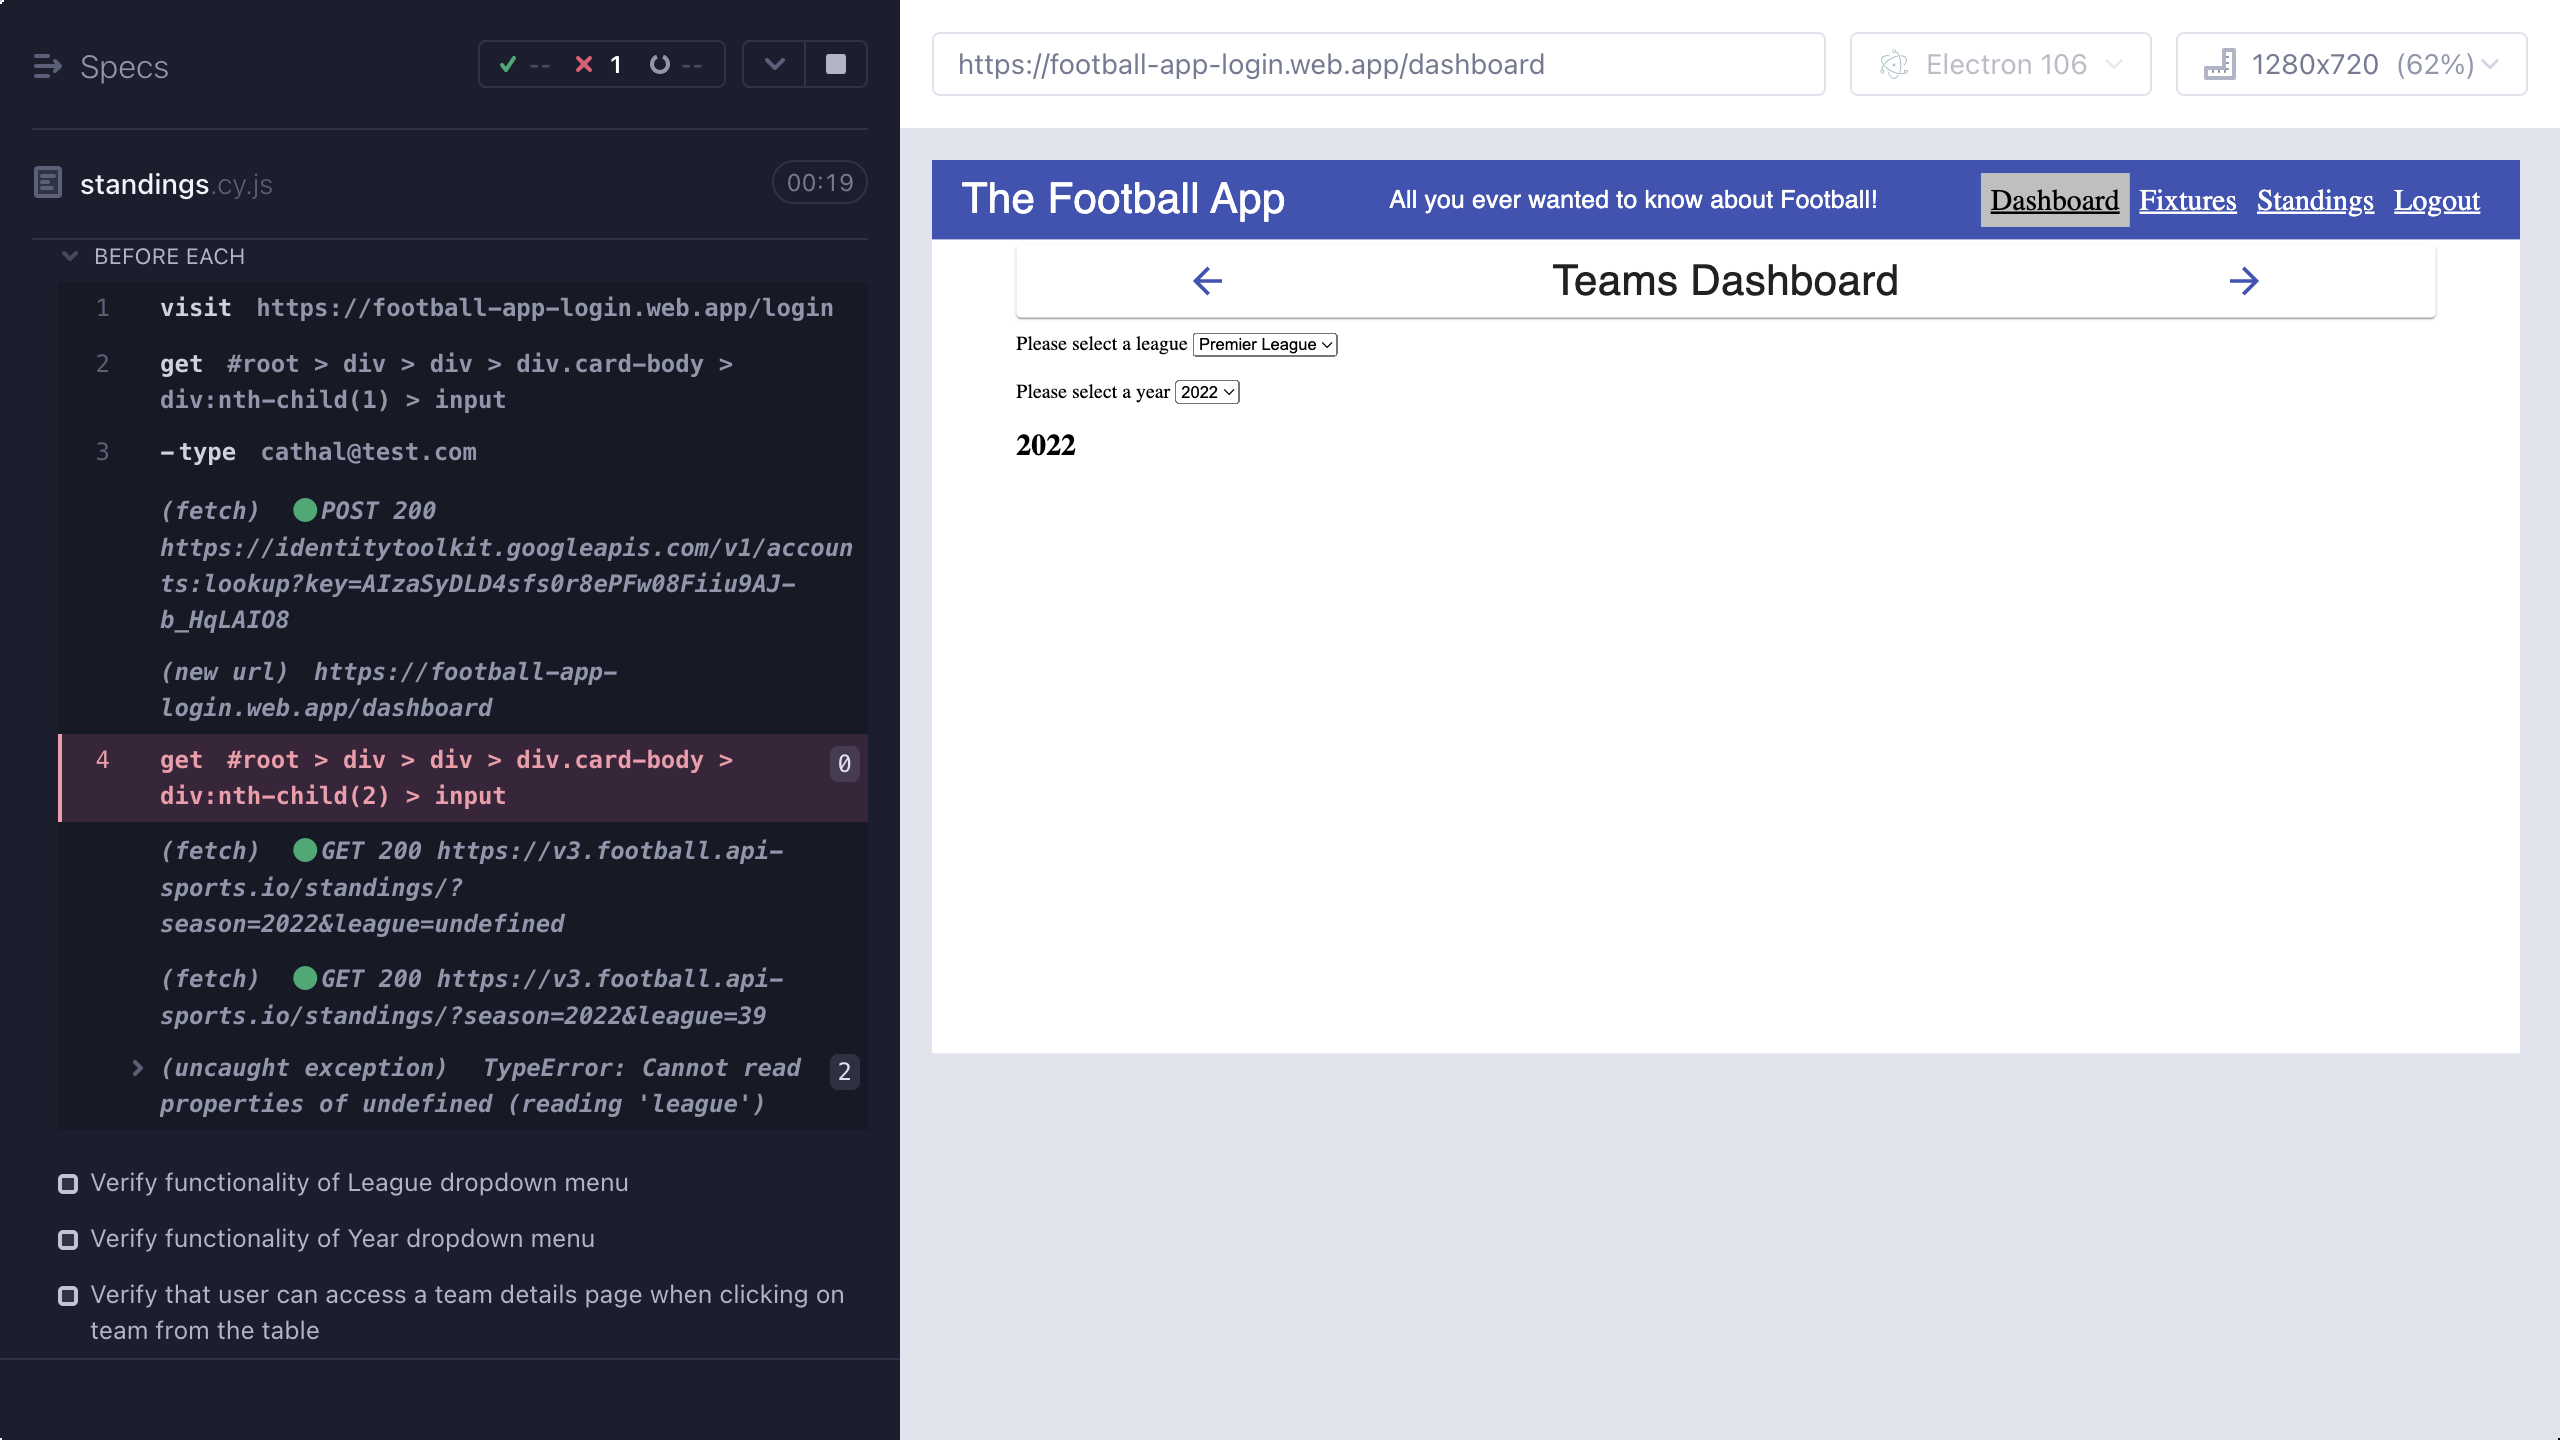 Specs
-- 1 --
standings.cy.js
00:19
BEFORE EACH
1 visit https://football-app-login.web.app/login
2 get #root > div > div > div.card-body >
div:nth-child(1) > input
3 -type cathal@test.com
(fetch) POST 200
https://identitytoolkit.googleapis.com/v1/accoun
ts:lookup?key=AIzaSyDLD4sfs0r8ePFw08Fiiu9AJ-
b_HqLAIO8
(new url) https://football-app-
login.web.app/dashboard
4 get #root > div > div > div.card-body > 0
div:nth-child(2) > input
(fetch) GET 200 https://v3.football.api-
sports.io/standings/?
season=2022&league=undefined
(fetch) GET 200 https://v3.football.api-
sports.io/standings/?season=2022&league=39
(uncaught exception) TypeError: Cannot read 2
properties of undefined (reading 'league')
Verify functionality of League dropdown menu
Verify functionality of Year dropdown menu
Verify that user can access a team details page when clicking on
team from the table
https://football-app-login.web.app/dashboard
Electron 106
1280x720 (62%)
The Football App
All you ever wanted to know about Football!
Dashboard Fixtures Standings Logout
Teams Dashboard
Please select a league Premier League
Please select a year 2022
2022